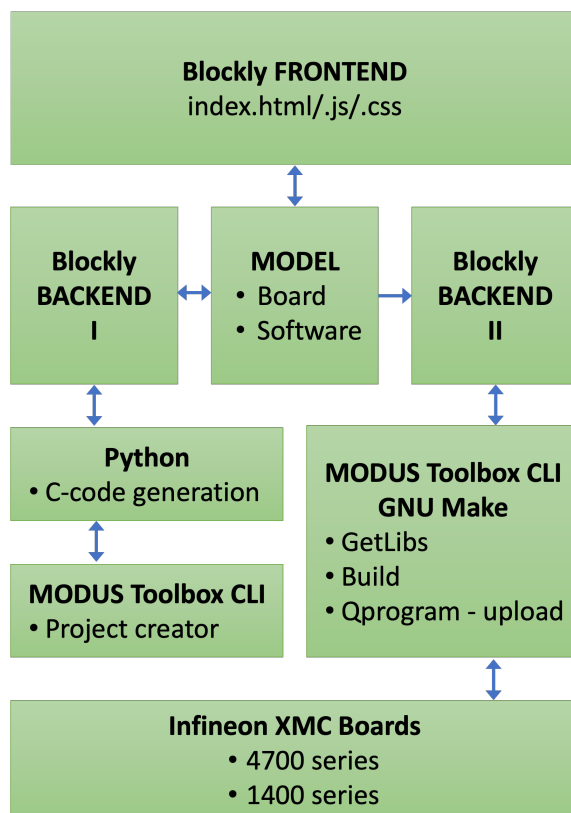 Blockly FRONTEND
index.html/.js/.css
Blockly
BACKEND
I
MODEL
• Board
• Software
Blockly
BACKEND
II
Python
• C-code generation
MODUS Toolbox CLI
• Project creator
MODUS Toolbox CLI
GNU Make
• GetLibs
• Build
• Qprogram - upload
Infineon XMC Boards
• 4700 series
• 1400 series